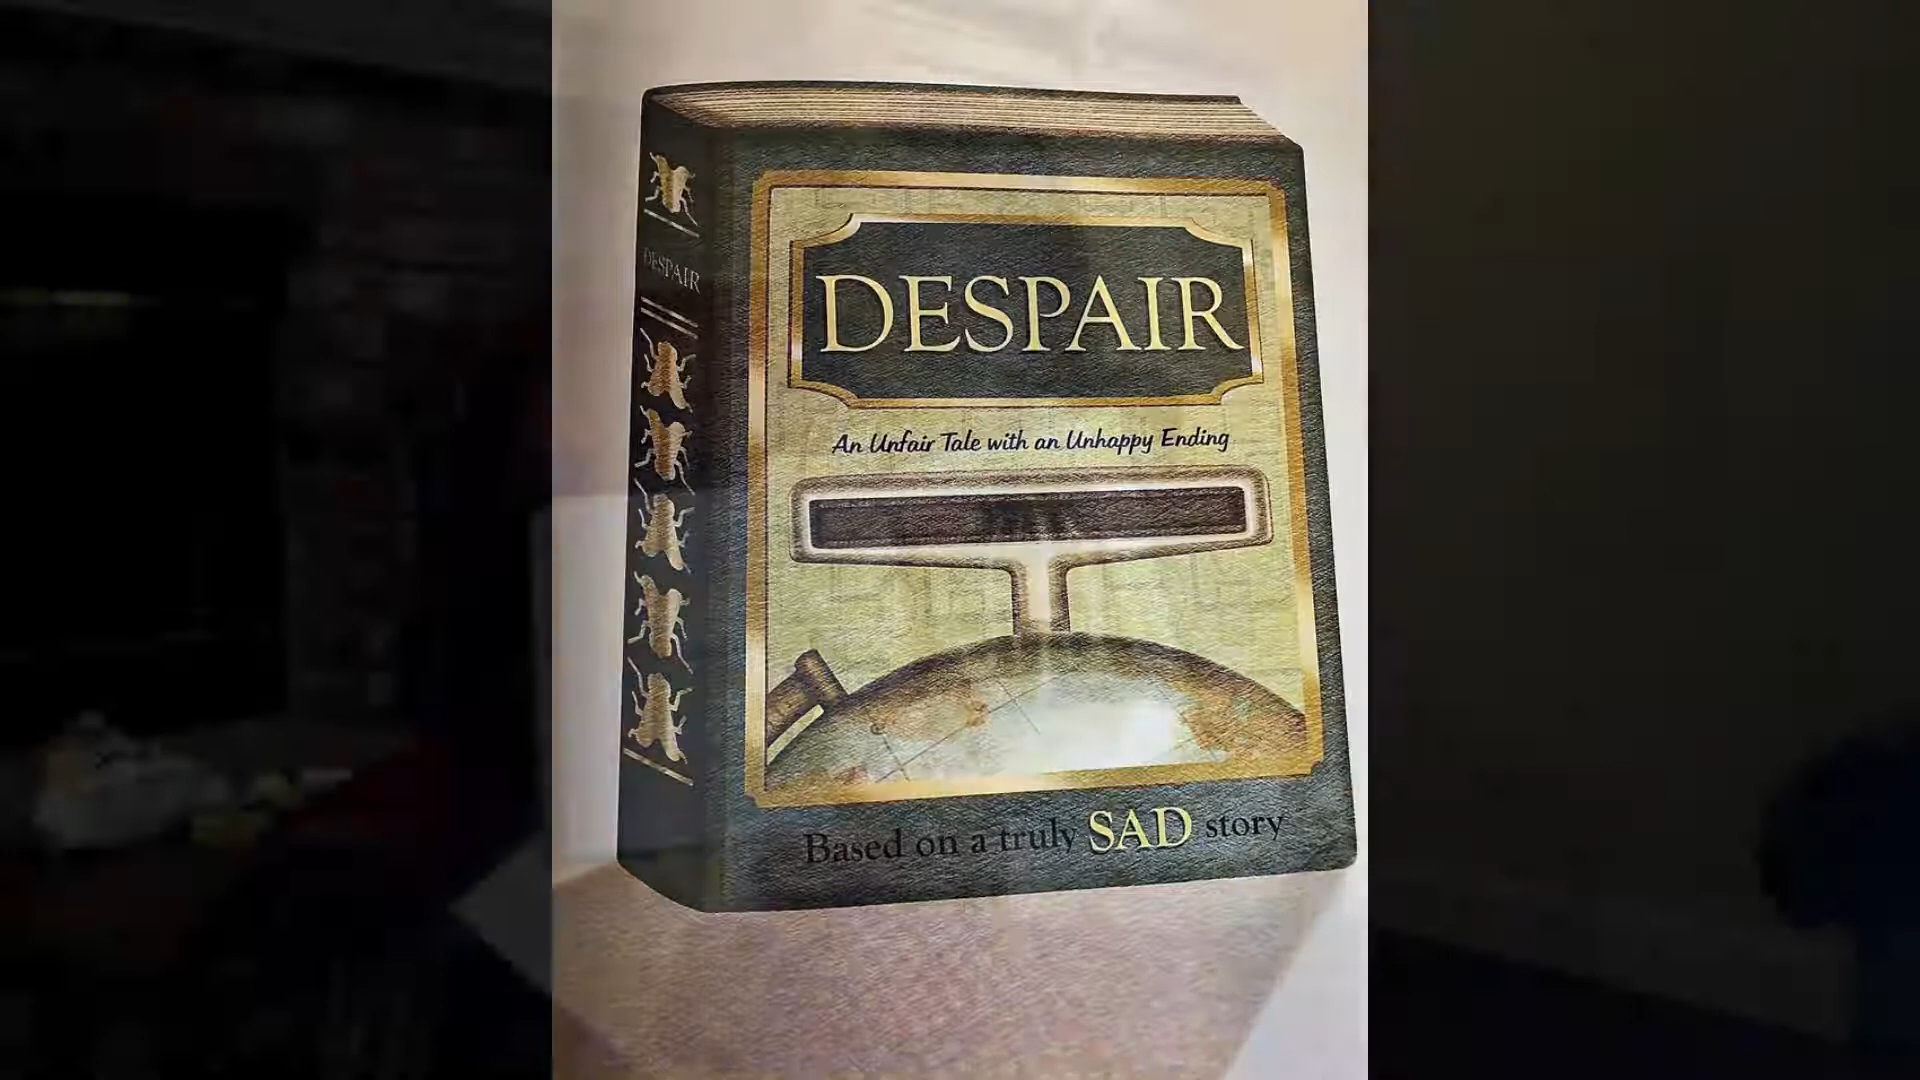 DESPAIR
DESPAIR
An Unfair Tale with an Unhappy Ending
Based on a truly SAD story